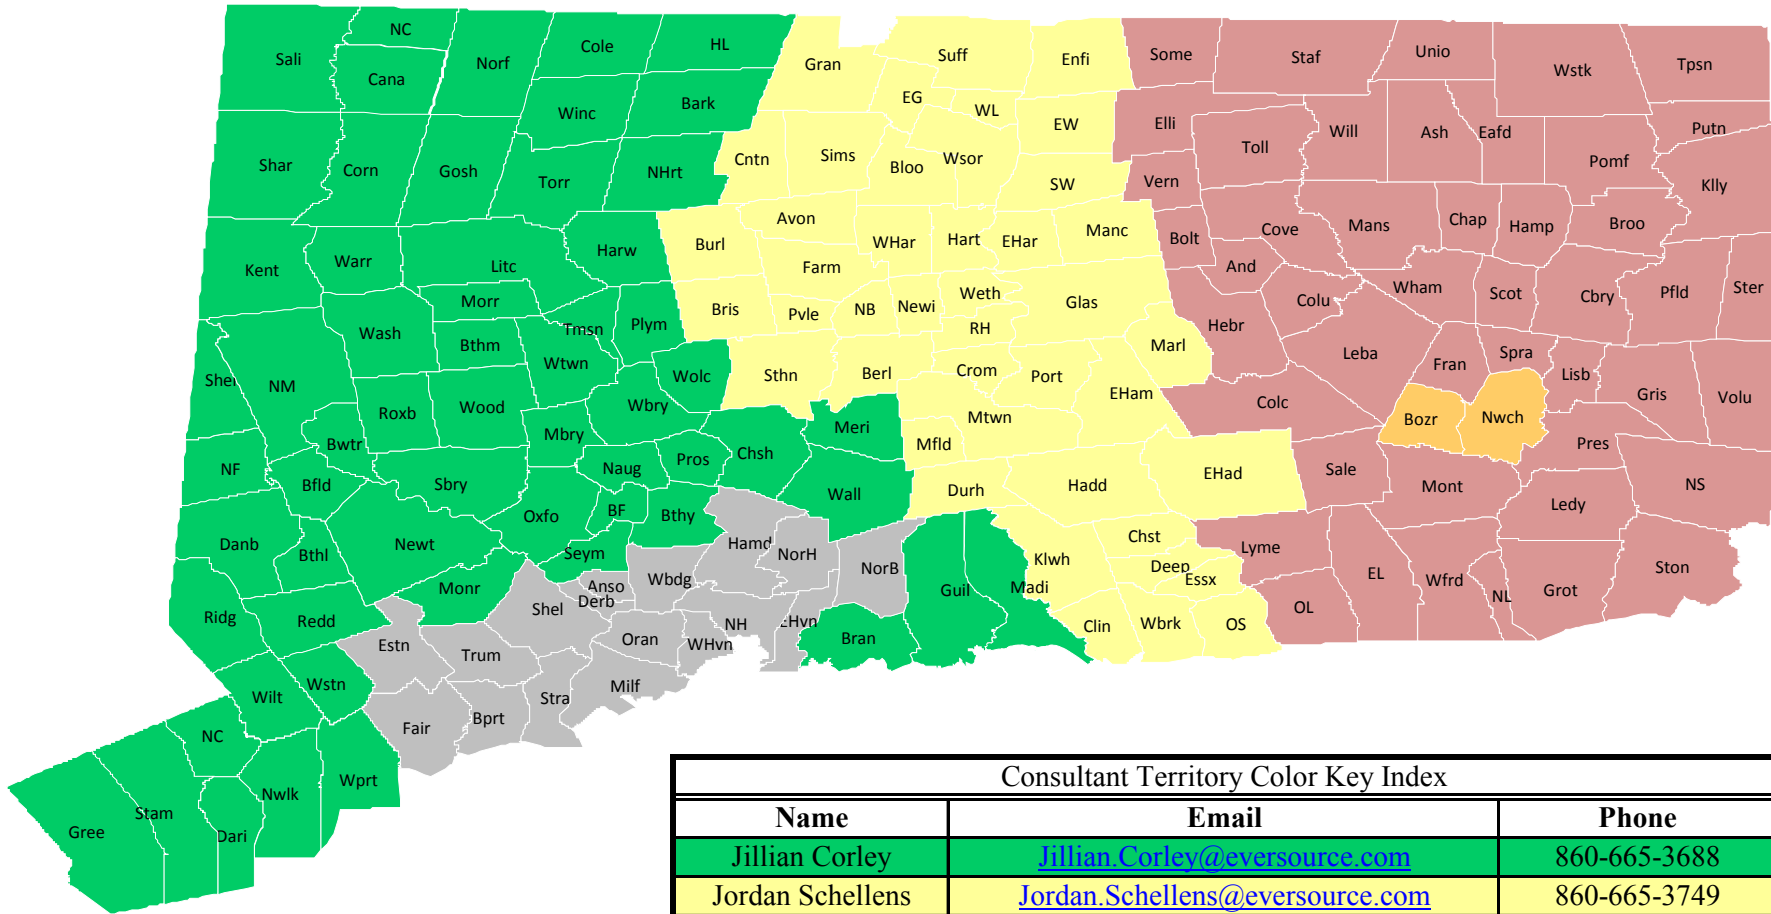 NC
Cole
HL
Sali
Norf
Cana
Gran
Suff
Enfi
Some
Staf
Unio
Wstk
Tpsn
Winc
Bark
EG
WL
EW
Elli
Toll
Will
Ash
Eafd
Putn
Shar
Corn
Gosh
Torr
NHrt
Cntn
Sims
Bloo
Wsor
SW
Vern
Pomf
Klly
Kent
Warr
Litc
Harw
Burl
Avon
WHar
Hart
EHar
Manc
Bolt
Cove
Mans
Chap
Hamp
Broo
Farm
And
Morr
Wash
Bthm
Tmsn
Plym
Bris
Pvle
NB
Newi
Weth
RH
Glas
Colu
Wham
Scot
Cbry
Pfld
Ster
Hebr
Marl
Sher
NM
Wtwn
Wolc
Sthn
Berl
Crom
Port
EHam
Leba
Fran
Spra
Lisb
Gris
Volu
Roxb
Wood
Wbry
Mbry
Bwtr
Meri
Mtwn
Colc
Bozr
Nwch
Pres
NF
Bfld
Sbry
Naug
Pros
Chsh
Mfld
Wall
Durh
Hadd
EHad
Sale
Mont
Ledy
NS
Danb
Bthl
Newt
Oxfo
BF
Bthy
Seym
Hamd
NorH
NorB
Klwh
Chst
Deep
Essx
Lyme
EL
Wfrd
NL
Grot
Ston
Ridg
Redd
Monr
Shel
Anso
Derb
Wbdg
Guil
Madi
OL
Estn
Trum
Oran
WHvn
NH
EHvn
Bran
Clin
Wbrk
OS
Wilt
Wstn
Fair
Bprt
Stra
Milf
NC
Wprt
Nwlk
Stam
Gree
Dari
Consultant Territory Color Key Index
Name Email Phone
Jillian Corley Jillian.Corley@eversource.com 860-665-3688
Jordan Schellens Jordan.Schellens@eversource.com 860-665-3749